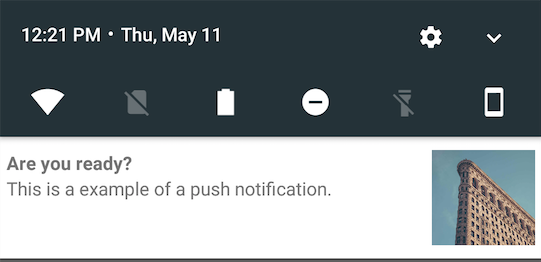 12:21 PM • Thu, May 11
Are you ready?
This is a example of a push notification.